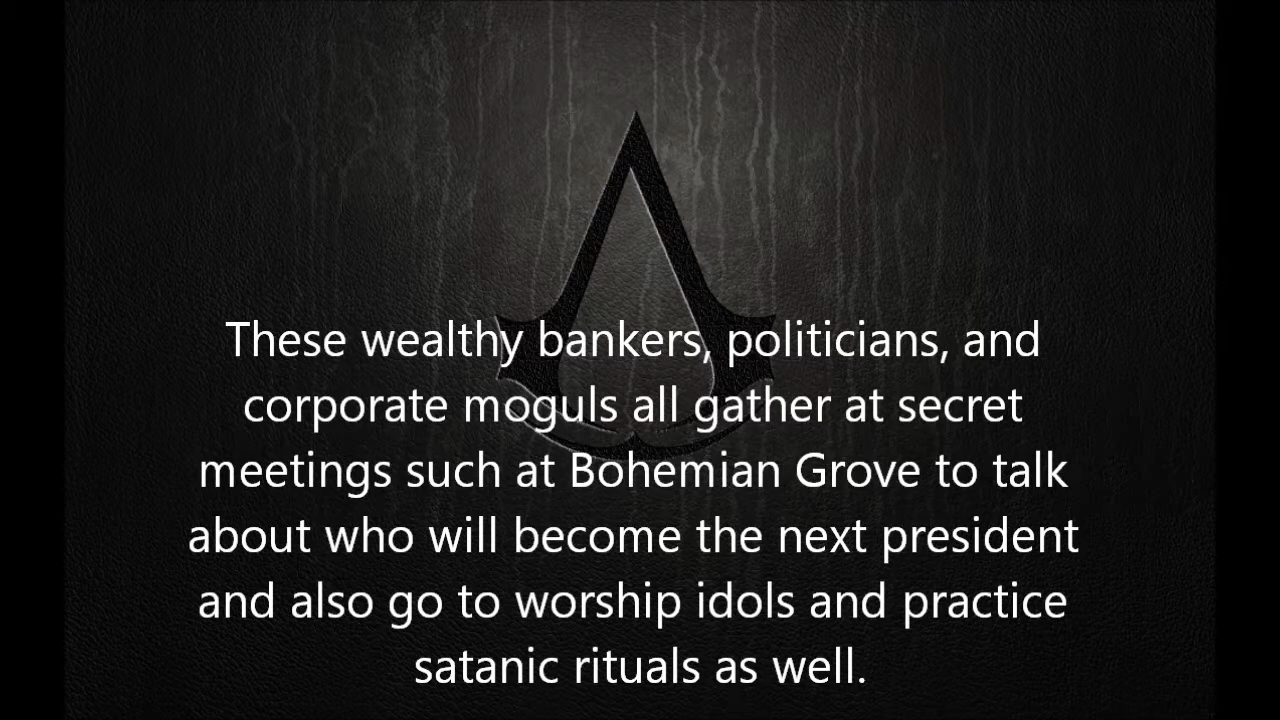 These wealthy bankers, politicians, and
corporate moguls all gather at secret
meetings such at Bohemian Grove to talk
about who will become the next president
and also go to worship idols and practice
satanic rituals as well.